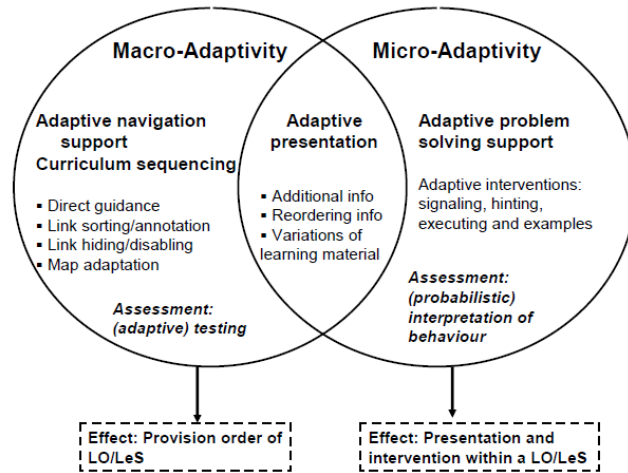 Macro-Adaptivity
Adaptive navigation
support
Curriculum sequencing
▪ Direct guidance
▪ Link sorting/annotation
▪ Link hiding/disabling
▪ Map adaptation
Assessment:
(adaptive) testing
Adaptive
presentation
▪ Additional info
▪ Reordering info
▪ Variations of
learning material
Micro-Adaptivity
Adaptive problem
solving support
Adaptive interventions:
signaling, hinting,
executing and examples
Assessment:
(probabilistic)
interpretation of
behaviour
Effect: Provision order of
LO/LeS
Effect: Presentation and
intervention within a LO/LeS